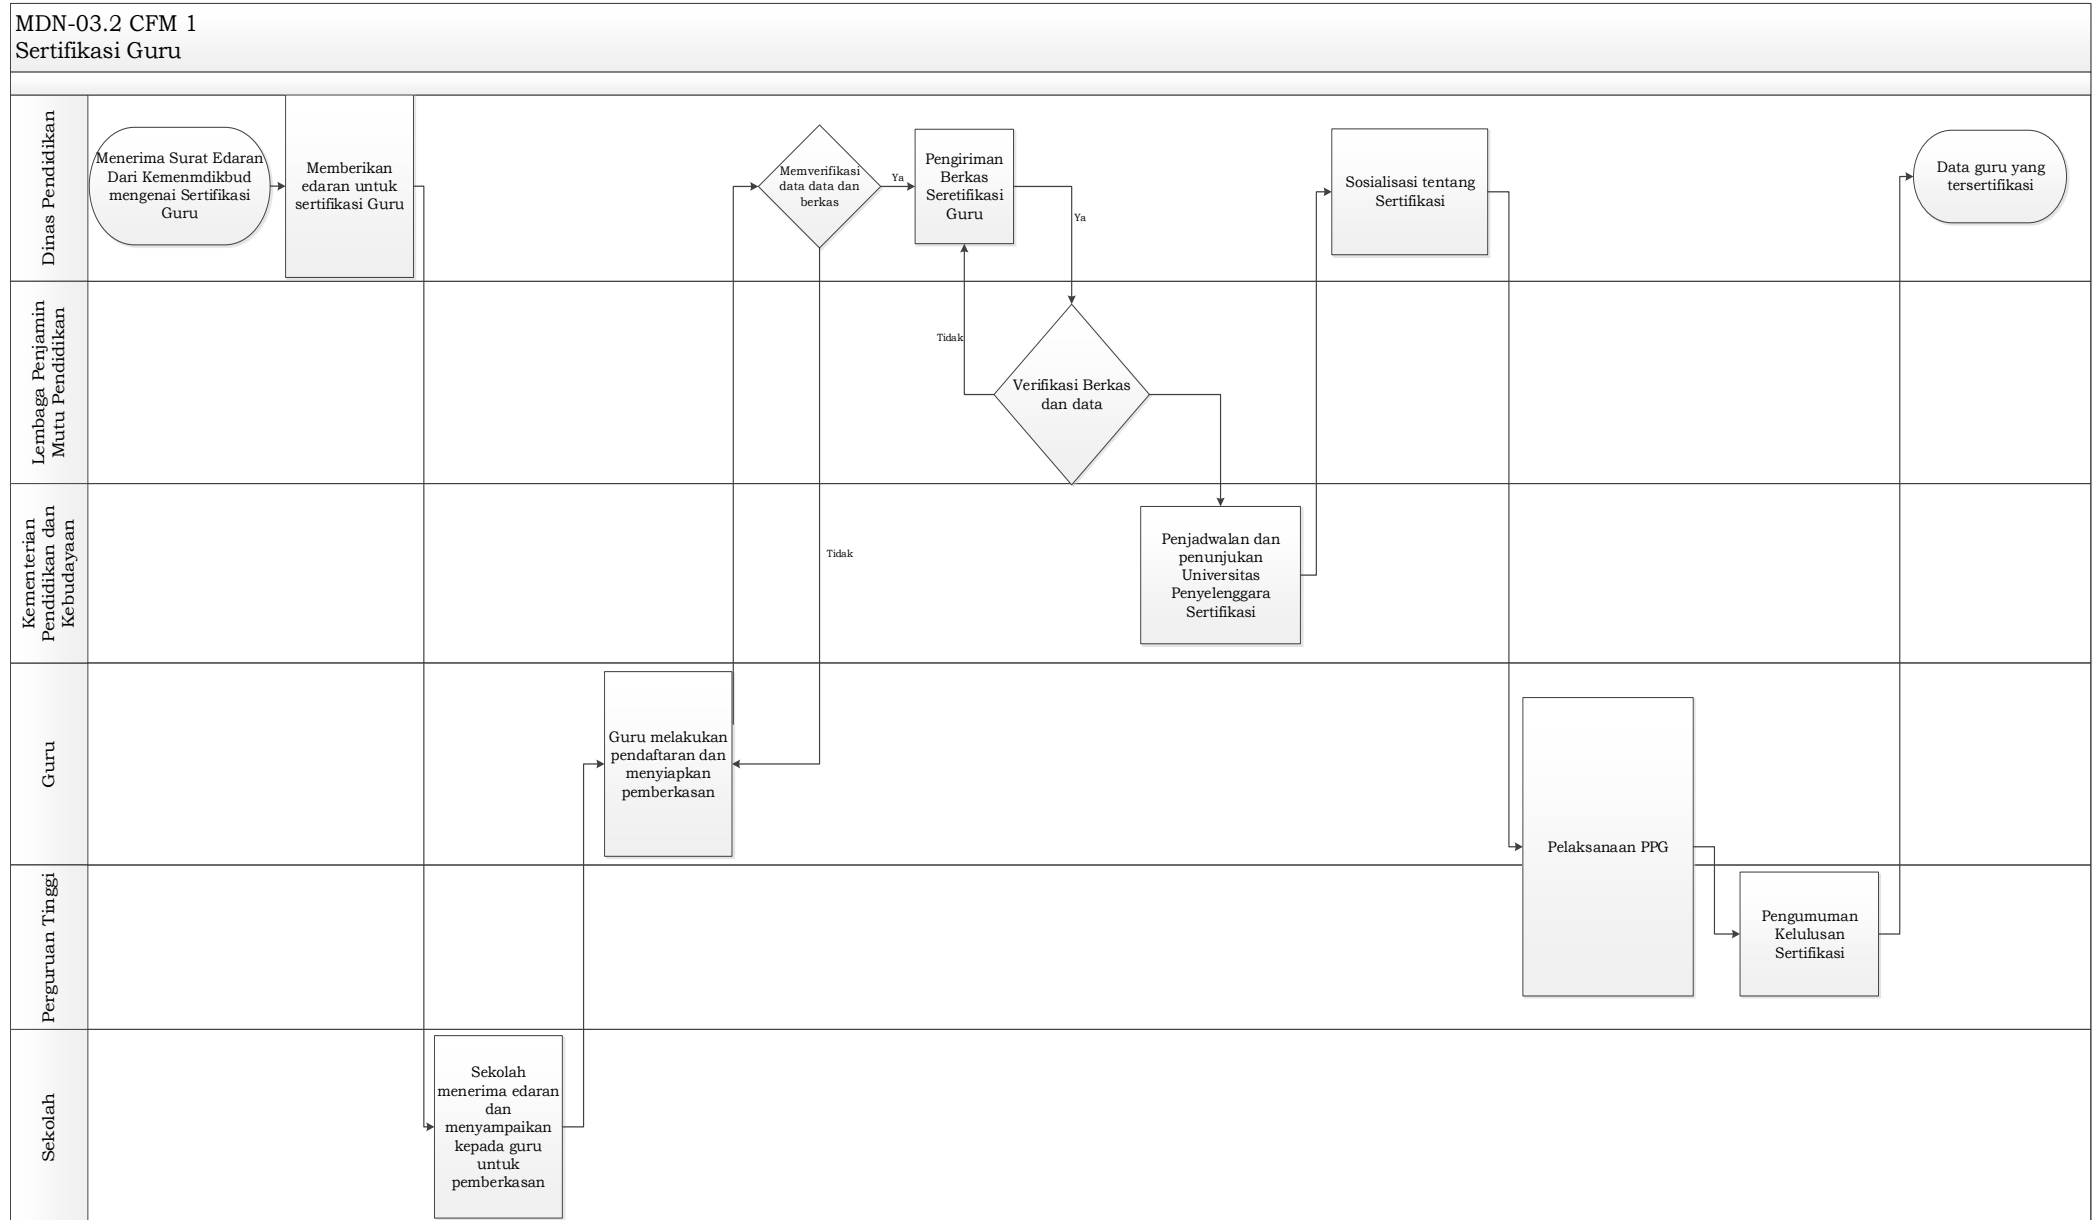 MDN-03.2 CFM 1
Sertifikasi Guru
Dinas Pendidikan
Menerima Surat Edaran
Dari Kemenmdikbud
mengenai Sertifikasi
Guru
Memberikan
edaran untuk
sertifikasi Guru
Memverifikasi
data data dan
berkas
Ya
Pengiriman
Berkas
Seretifikasi
Guru
Ya
Sosialisasi tentang
Sertifikasi
Data guru yang
tersertifikasi
Lembaga Penjamin
Mutu Pendidikan
Tidak
Verifikasi Berkas
dan data
Kementerian
Pendidikan dan
Kebudayaan
Tidak
Penjadwalan dan
penunjukan
Universitas
Penyelenggara
Sertifikasi
Guru
Guru melakukan
pendaftaran dan
menyiapkan
pemberkasan
Pelaksanaan PPG
Perguruan Tinggi
Pengumuman
Kelulusan
Sertifikasi
Sekolah
Sekolah
menerima edaran
dan
menyampaikan
kepada guru
untuk
pemberkasan